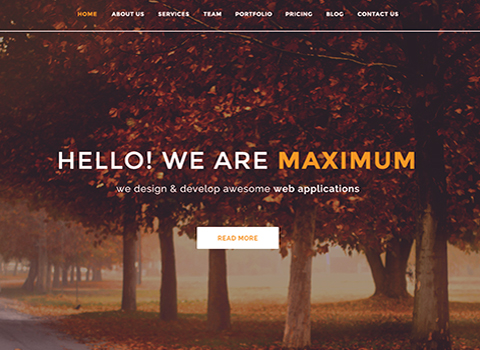 HOME ABOUT US SERVICES TEAM PORTFOLIO PRICING BLOG CONTACT US
HELLO! WE ARE MAXIMUM
we design & develop awesome web applications
READ MORE